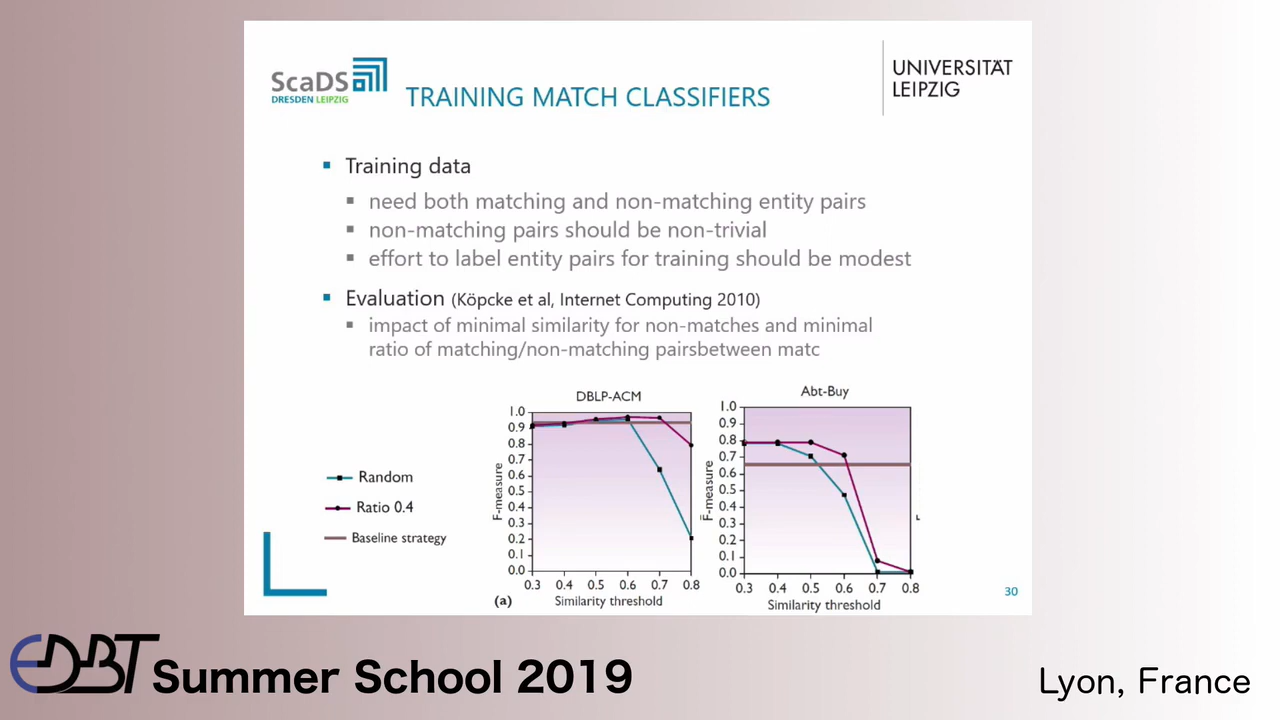 ScaDS
DRESDEN LEIPZIG
TRAINING MATCH CLASSIFIERS
UNIVERSITÄT
LEIPZIG
Training data
need both matching and non-matching entity pairs
non-matching pairs should be non-trivial
effort to label entity pairs for training should be modest
Evaluation (Köpcke et al, Internet Computing 2010)
impact of minimal similarity for non-matches and minimal
ratio of matching/non-matching pairsbetween matc
Random
Ratio 0.4
Baseline strategy
DBLP-ACM
F-measure
1.0
0.9
0.8
0.7
0.6
0.5
0.4
0.3
0.2
0.1
0.0
0.3 0.4 0.5 0.6 0.7 0.8
(a)
Similarity threshold
Abt-Buy
F-measure
1.0
0.9
0.8
0.7
0.6
0.5
0.4
0.3
0.2
0.1
0.0
0.3 0.4 0.5 0.6 0.7 0.8
Similarity threshold
30
EDBT Summer School 2019
Lyon, France